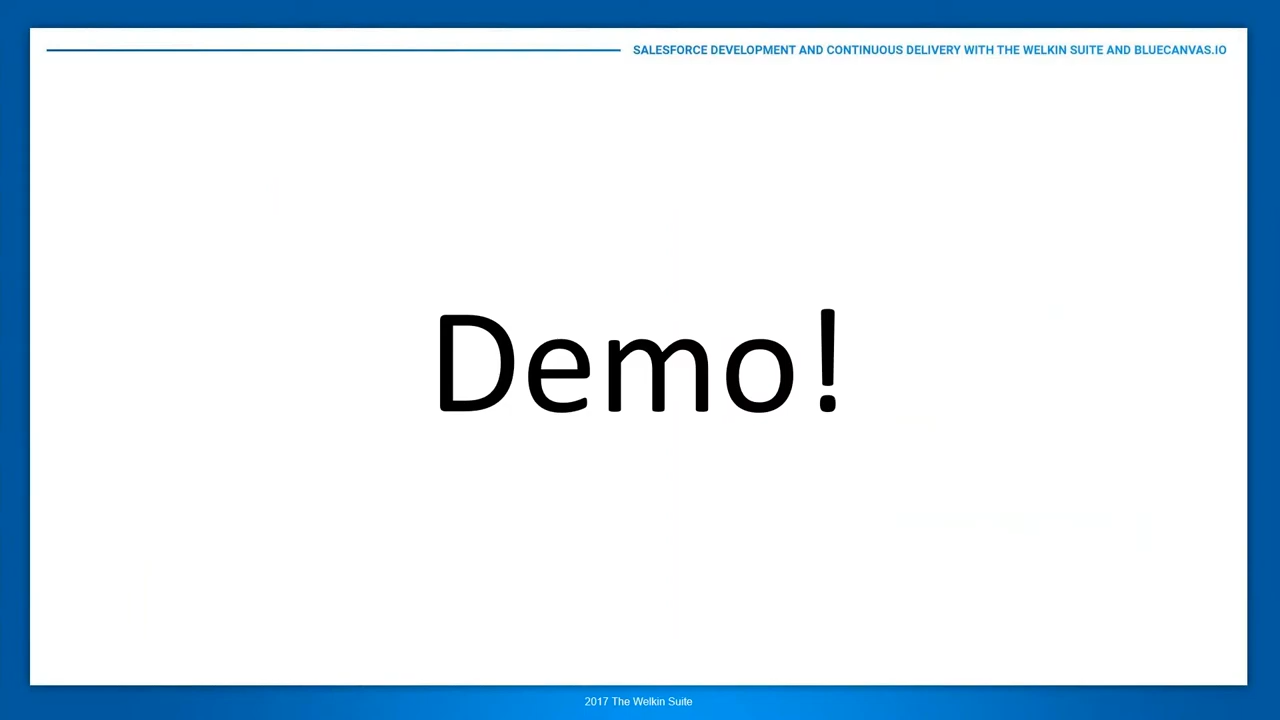 SALESFORCE DEVELOPMENT AND CONTINUOUS DELIVERY WITH THE WELKIN SUITE AND BLUECANVAS.IO
Demo!
2017 The Welkin Suite